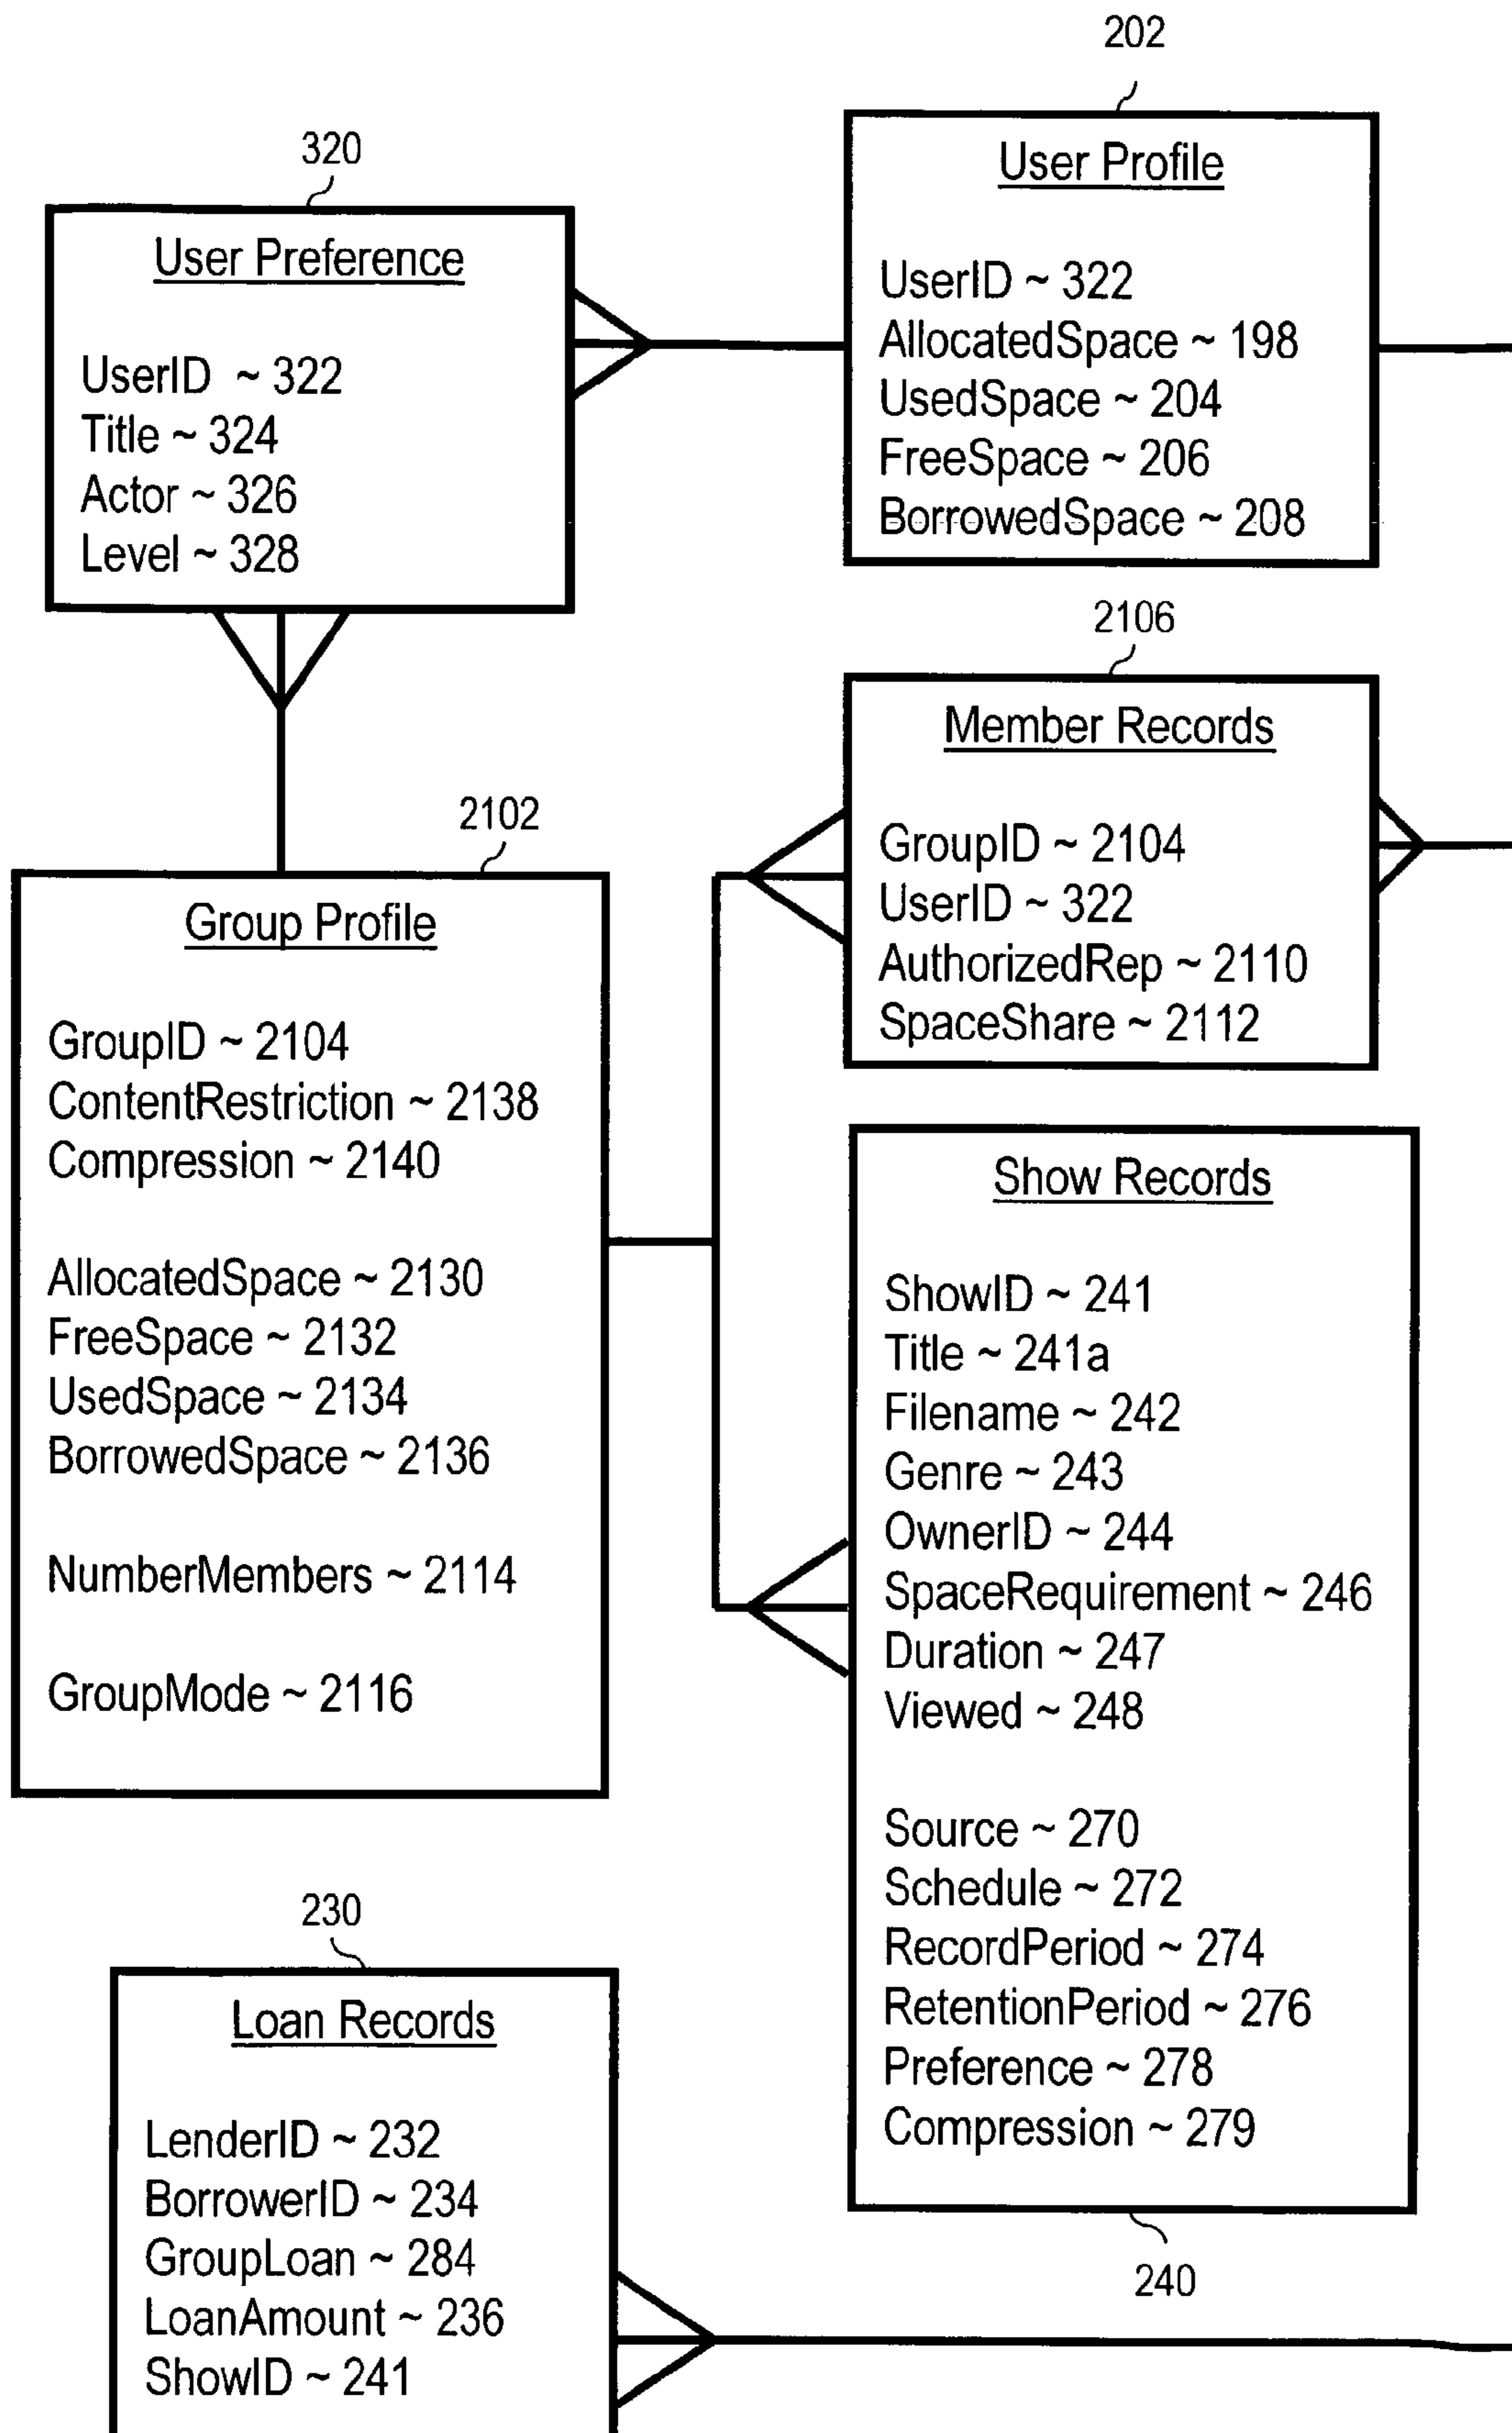 202
User Profile
UserID ~ 322
AllocatedSpace ~ 198
UsedSpace ~ 204
FreeSpace ~ 206
BorrowedSpace ~ 208
320
User Preference
UserID ~ 322
Title ~ 324
Actor ~ 326
Level ~ 328
2106
Member Records
GroupID ~ 2104
UserID ~ 322
AuthorizedRep ~ 2110
SpaceShare ~ 2112
2102
Group Profile
GroupID ~ 2104
ContentRestriction ~ 2138
Compression ~ 2140
AllocatedSpace ~ 2130
FreeSpace ~ 2132
UsedSpace ~ 2134
BorrowedSpace ~ 2136
NumberMembers ~ 2114
GroupMode ~ 2116
Show Records
ShowID ~ 241
Title ~ 241a
Filename ~ 242
Genre ~ 243
OwnerID ~ 244
SpaceRequirement ~ 246
Duration ~ 247
Viewed ~ 248
Source ~ 270
Schedule ~ 272
RecordPeriod ~ 274
RetentionPeriod ~ 276
Preference ~ 278
Compression ~ 279
240
230
Loan Records
LenderID ~ 232
BorrowerID ~ 234
GroupLoan ~ 284
LoanAmount ~ 236
ShowID ~ 241